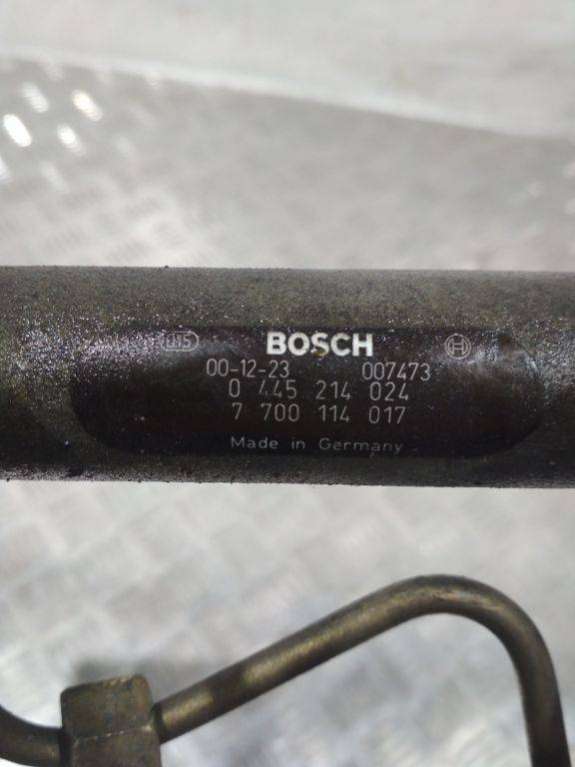 BOSCH
00-12-23 007473
0 445 214 024
7 700 114 017
Made in Germany